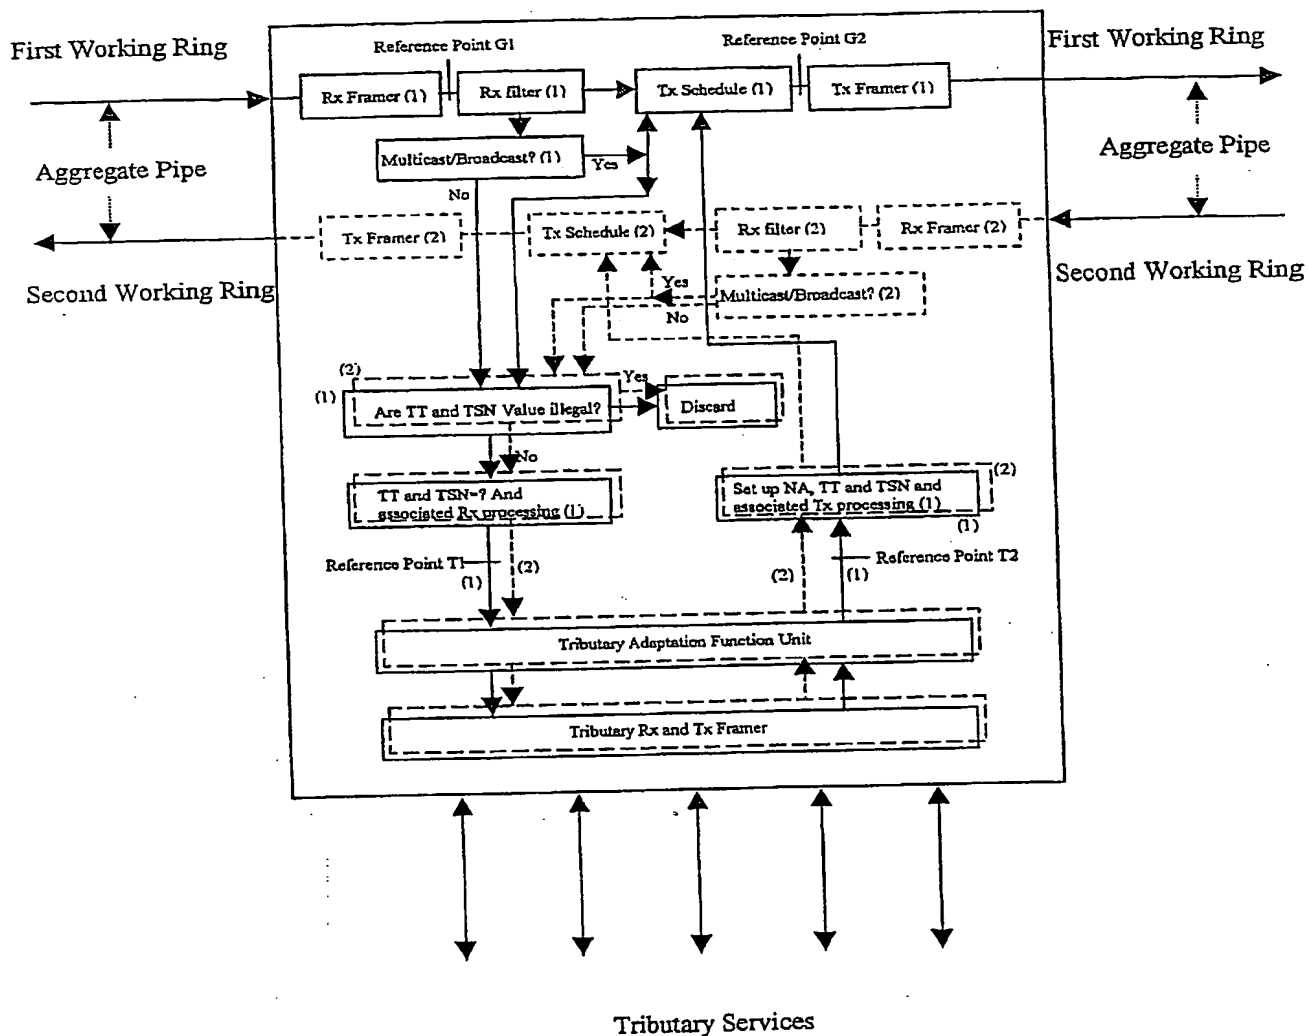 First Working Ring
Reference Point G1
Reference Point G2
First Working Ring
Rx Framer (1)
Rx filter (1)
Tx Schedule (1)
Tx Framer (1)
Multicast/Broadcast? (1)
Yes
Aggregate Pipe
Aggregate Pipe
No
Tx Framer (2)
Tx Schedule (2)
Rx filter (2)
Rx Framer (2)
Second Working Ring
Yes
Multicast/Broadcast? (2)
Second Working Ring
No
(2)
Yes
(1)
Are TT and TSN Value illegal?
Discard
No
(2)
TT and TSN=? And
associated Rx processing (1)
Set up NA, TT and TSN and
associated Tx processing (1)
(1)
Reference Point T1
(1)
(2)
(2)
(1)
Reference Point T2
Tributary Adaptation Function Unit
Tributary Rx and Tx Framer
Tributary Services